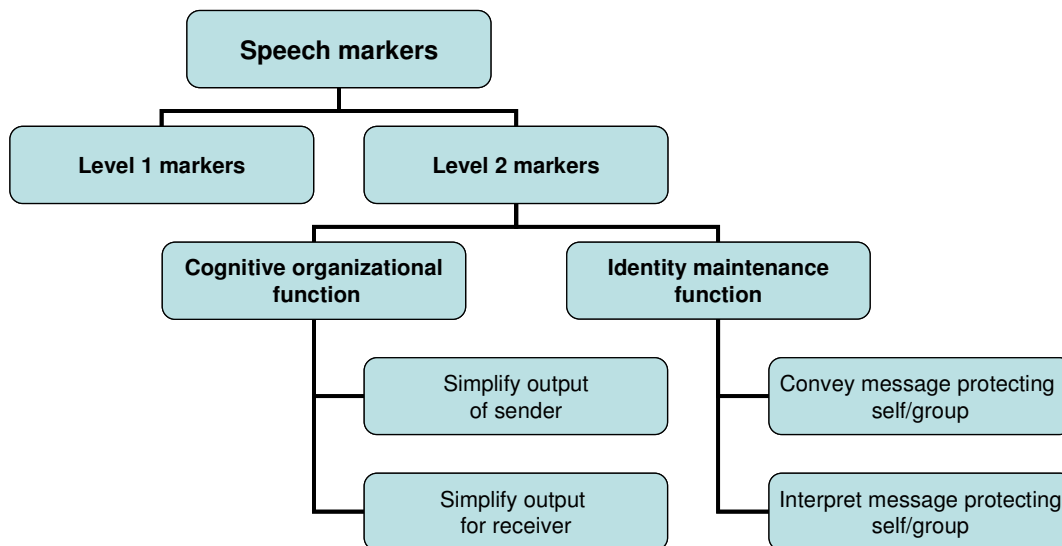 Speech markers
Level 1 markers
Level 2 markers
Cognitive organizational
function
Identity maintenance
function
Simplify output
of sender
Convey message protecting
self/group
Simplify output
for receiver
Interpret message protecting
self/group